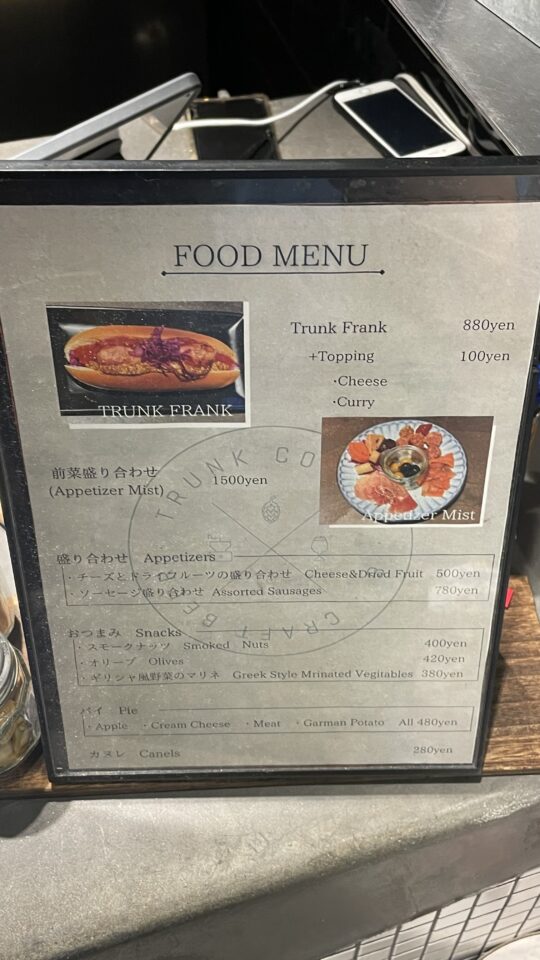 FOOD MENU
TRUNK FRANK
Trunk Frank 880yen
+Topping 100yen
・Cheese
・Curry
前菜盛り合わせ
(Appetizer Mist) 1500yen
Appetizer Mist
TRUNK CO
CRAFT BE
盛り合わせ Appetizers
・チーズとドライフルーツの盛り合わせ Cheese&Dried Fruit 500yen
・ソーセージ盛り合わせ Assorted Sausages 780yen
おつまみ Snacks
・スモークナッツ Smoked Nuts 400yen
・オリーブ Olives 420yen
・ギリシャ風野菜のマリネ Greek Style Mrinated Vegitables 380yen
パイ Pie
・Apple ・Cream Cheese ・Meat ・Garman Potato All 480yen
カヌレ Canels 280yen